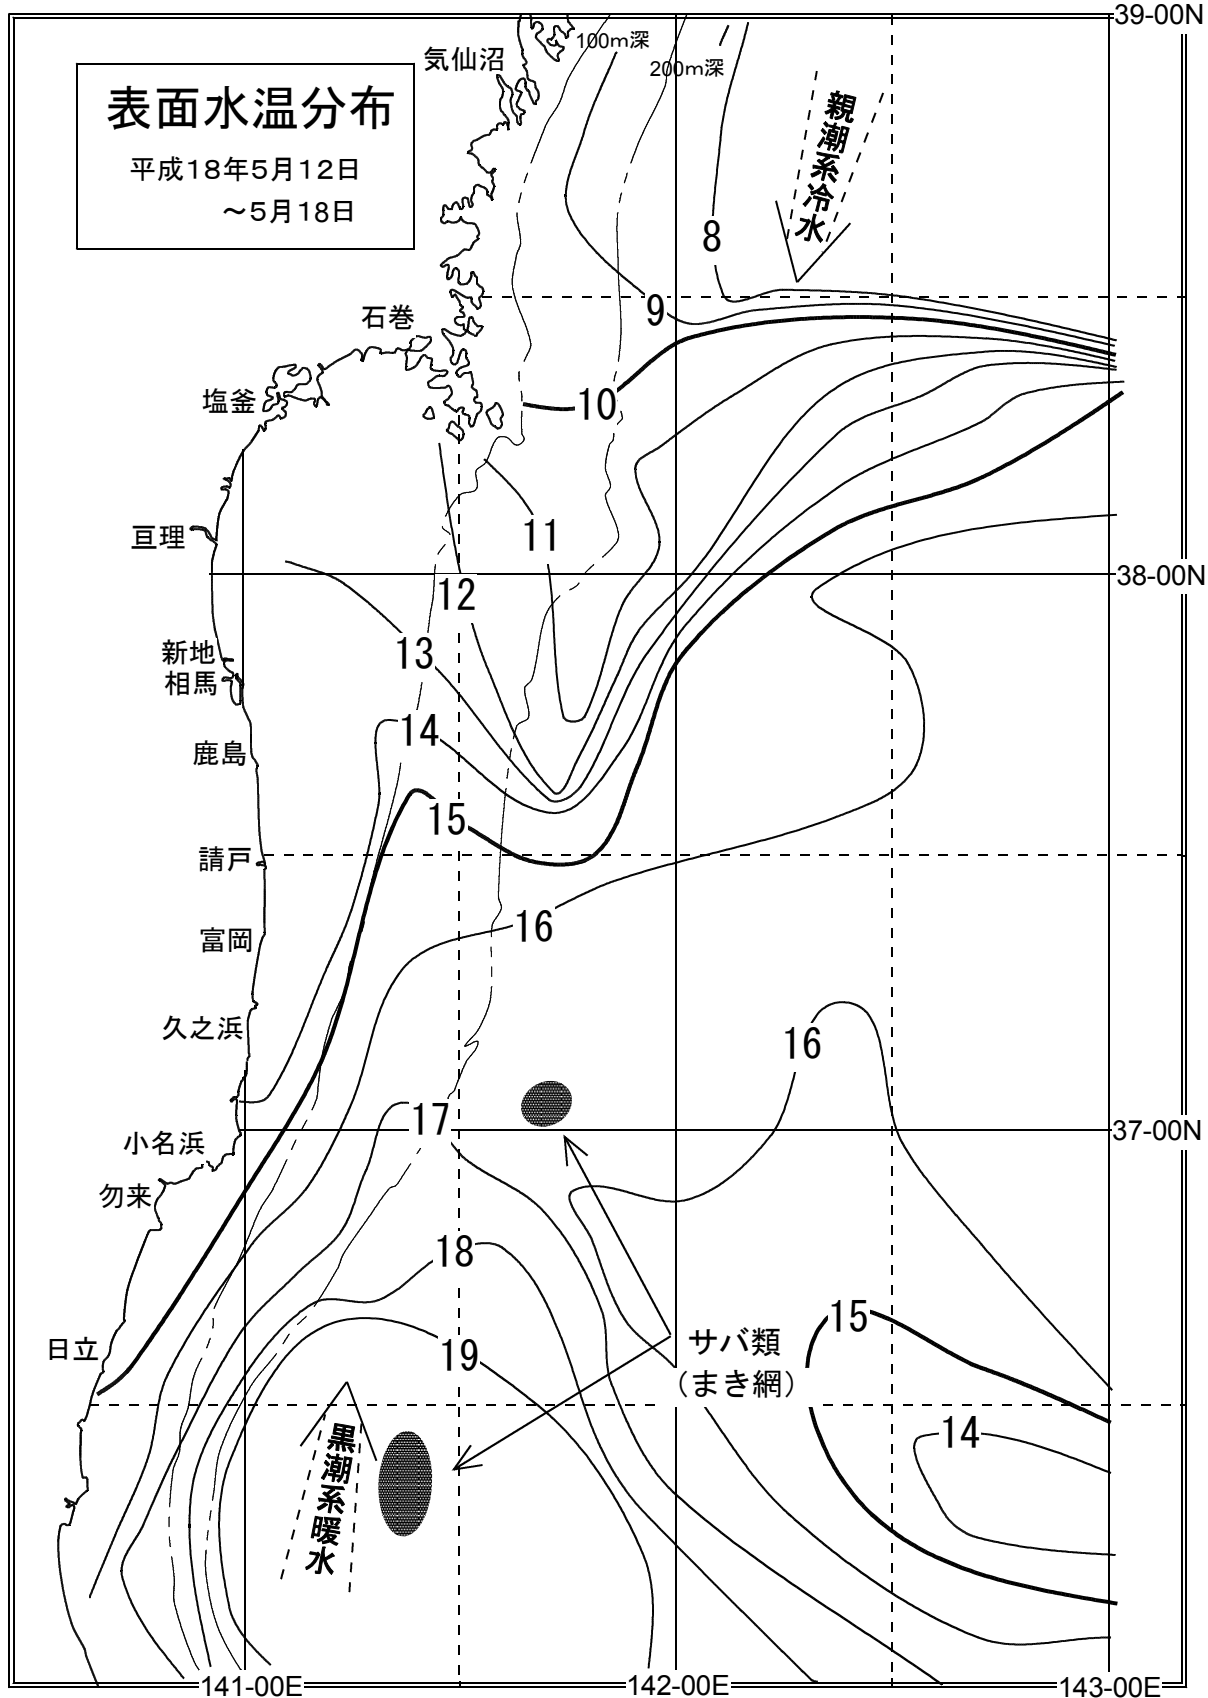 39-00N
100m深
気仙沼
200m深
表面水温分布
平成18年5月12日
～5月18日
親潮系冷水
8
9
石巻
10
塩釜
11
亘理
38-00N
12
13
新地
相馬
14
鹿島
15
請戸
16
富岡
久之浜
16
17
37-00N
小名浜
勿来
18
15
サバ類
(まき網)
日立
19
14
黒潮系暖水
141-00E
142-00E
143-00E